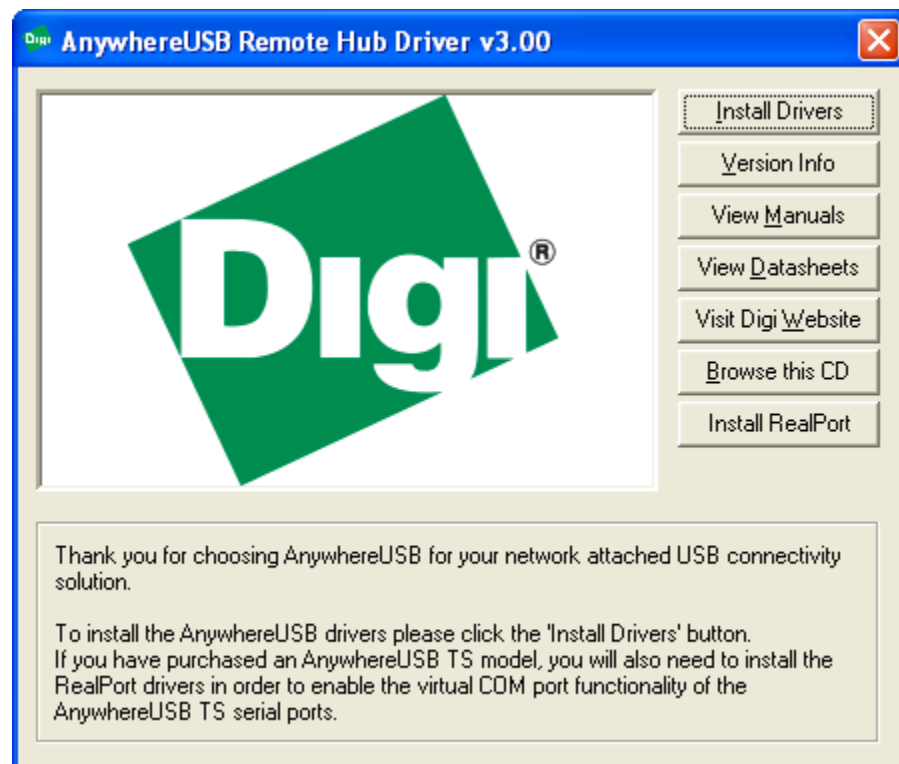 DIGI AnywhereUSB Remote Hub Driver v3.00
Install Drivers
Version Info
View Manuals
View Datasheets
Visit Digi Website
Browse this CD
Install RealPort
Digi®
Thank you for choosing AnywhereUSB for your network attached USB connectivity
solution.
To install the AnywhereUSB drivers please click the 'Install Drivers' button.
If you have purchased an AnywhereUSB TS model, you will also need to install the
RealPort drivers in order to enable the virtual COM port functionality of the
AnywhereUSB TS serial ports.